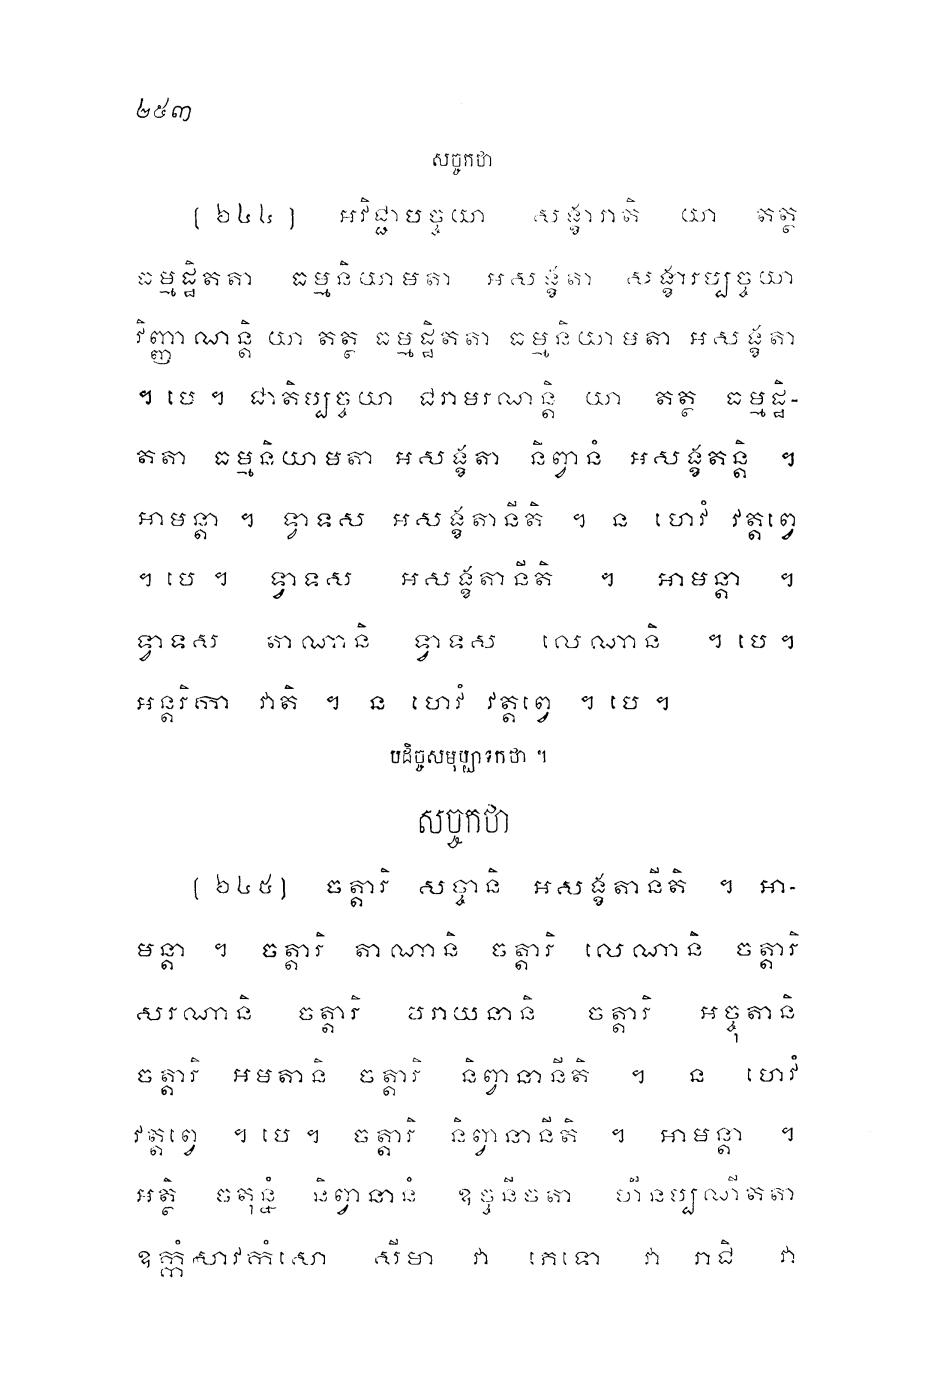 ២៥៣
សច្ចកថា
[ ២៤៤ ] អវិជ្ជាបច្ចយា សង្ខារាតិ យា តត្ថ
ធម្មដ្ឋិតតា ធម្មនិយាមតា អសង្ខតា សង្ខារប្បច្ចយា
វិញ្ញាណន្តិ យា តត្ថ ធម្មដ្ឋិតតា ធម្មនិយាមតា អសង្ខតា
។ បេ ។ ជាតិប្បច្ចយា ជរាមរណន្តិ យា តត្ថ ធម្មដ្ឋិ-
តតា ធម្មនិយាមតា អសង្ខតា និព្វានំ អសង្ខតន្តិ ។
អាមន្តា ។ ទ្វាទស អសង្ខតានីតិ ។ ន ហេវំ វត្តព្វេ
។ បេ ។ ទ្វាទស អសង្ខតានីតិ ។ អាមន្តា ។
ទ្វាទស តាណានិ ទ្វាទស លេណានិ ។ បេ ។
អន្តរិកា វាតិ ។ ន ហេវំ វត្តព្វេ ។ បេ ។
បដិច្ចសមុប្បាទកថា ។
សច្ចកថា
[ ២៤៥] ចត្តារិ សច្ចានិ អសង្ខតានីតិ ។ អា-
មន្តា ។ ចត្តារិ តាណានិ ចត្តារិ លេណានិ ចត្តារិ
សរណានិ ចត្តារិ បរាយនានិ ចត្តារិ អច្ចុតានិ
ចត្តារិ អមតានិ ចត្តារិ និព្វានានីតិ ។ ន ហេវំ
វត្តព្វេ ។ បេ ។ ចត្តារិ និព្វានានីតិ ។ អាមន្តា ។
អត្ថិ ចតុន្នំ និព្វានានំ ឧច្ចនីចតា ហីនប្បណីតតា
ឧក្កំសាវកំសោ សីមា វា ភេទោ វា រាជិ វា